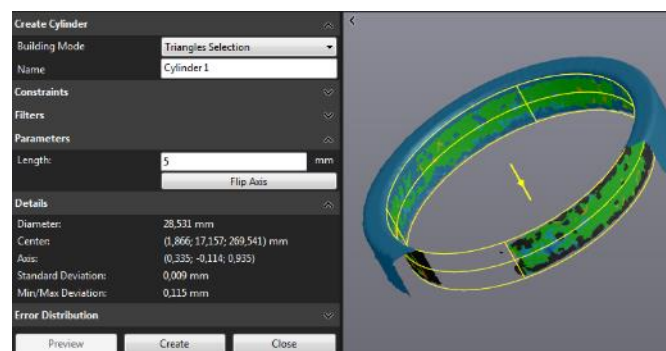 Create Cylinder
Building Mode Triangles Selection
Name Cylinder 1
Constraints
Filters
Parameters
Length: 5 mm
Flip Axis
Details
Diameter: 28,531 mm
Center: (1,866; 17,157; 269,541) mm
Axis: (0,335; -0,114; 0,935)
Standard Deviation: 0,009 mm
Min/Max Deviation: 0,115 mm
Error Distribution
Preview Create Close